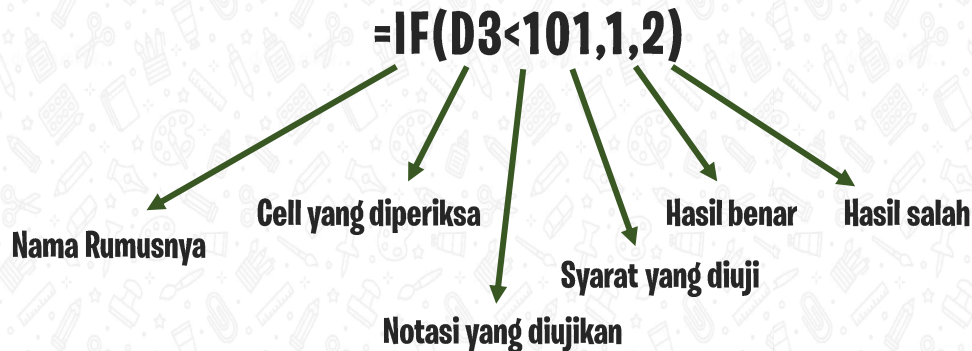 =IF(D3<101,1,2)
Cell yang diperiksa
Hasil benar
Hasil salah
Nama Rumusnya
Syarat yang diuji
Notasi yang diujikan